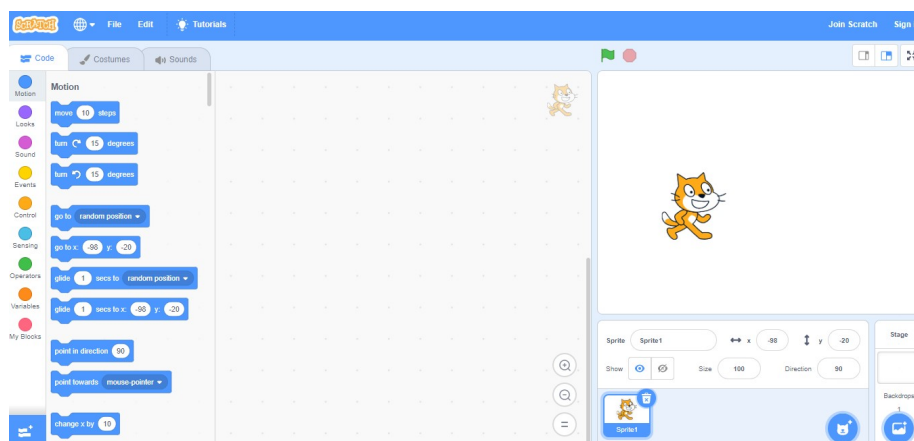 SCRATCH File Edit Tutorials Join Scratch Sign
Code Costumes Sounds
Motion
Looks
Sound
Events
Control
Sensing
Operators
Variables
My Blocks
Motion
move 10 steps
turn 15 degrees
turn 15 degrees
go to random position
go to x: -98 y: -20
glide 1 secs to random position
glide 1 secs to x: -98 y: -20
point in direction 90
point towards mouse-pointer
change x by 10
Sprite Sprite1 x -98 y -20
Show Size 100 Direction 90
Sprite1
Stage
Backdrops
1